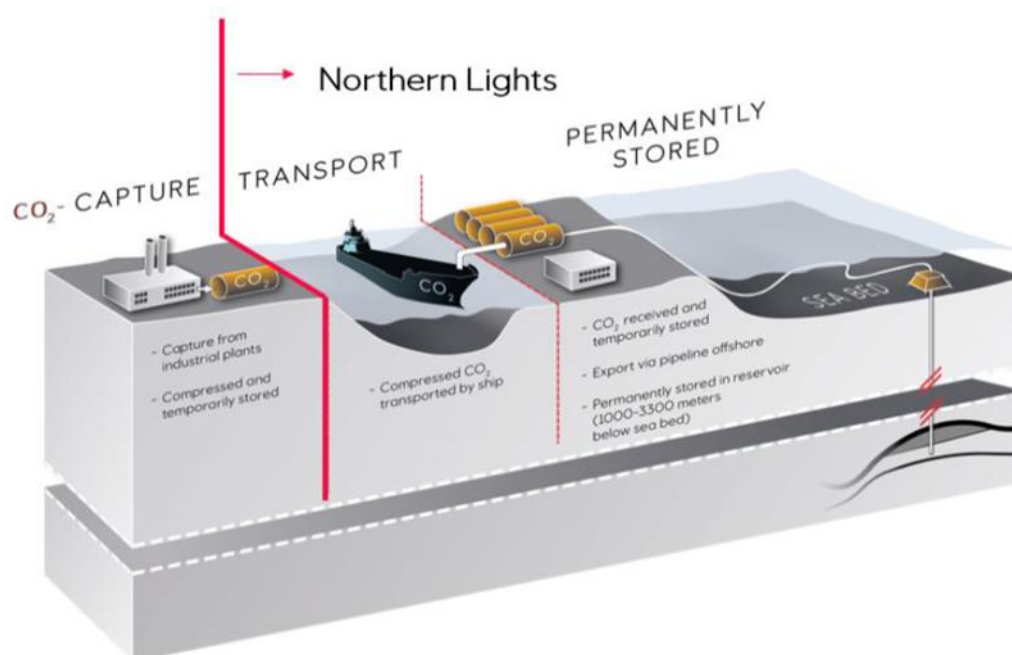 Northern Lights
CO₂- CAPTURE
TRANSPORT
PERMANENTLY
STORED
CO₂
CO₂
CO₂
SEA BED
- Capture from
industrial plants
- Compressed and
temporarily stored
- Compressed CO₂
transported by ship
- CO₂ received and
temporarily stored
- Export via pipeline offshore
- Permanently stored in reservoir
(1000-3300 meters
below sea bed)